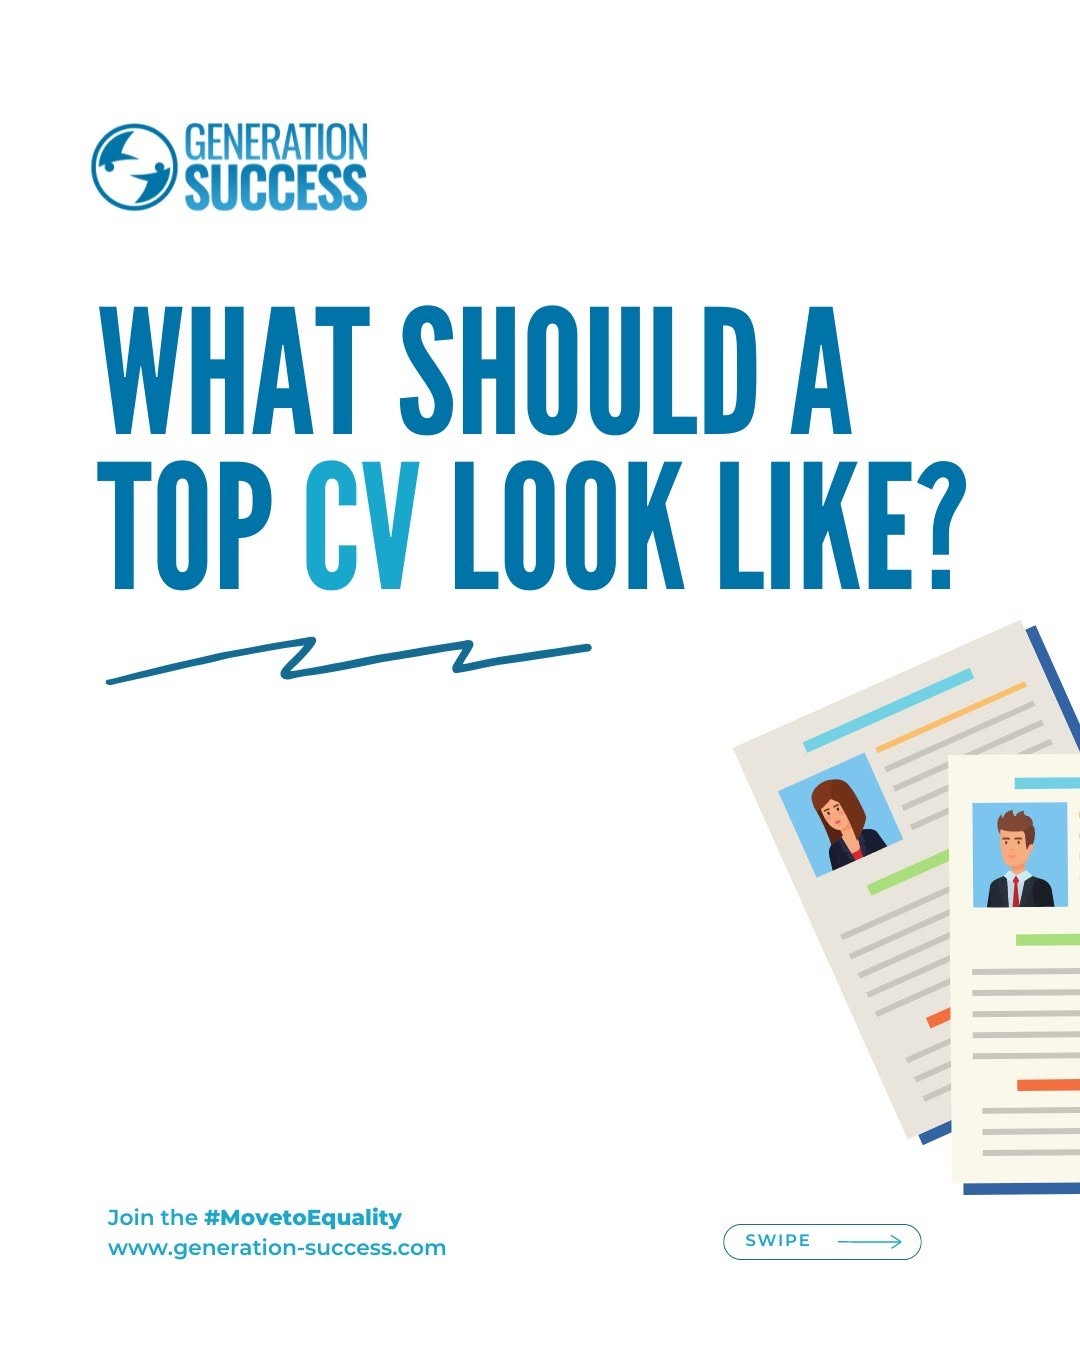 GENERATION
SUCCESS
WHAT SHOULD A
TOP CV LOOK LIKE?
Join the #MovetoEquality
www.generation-success.com
SWIPE